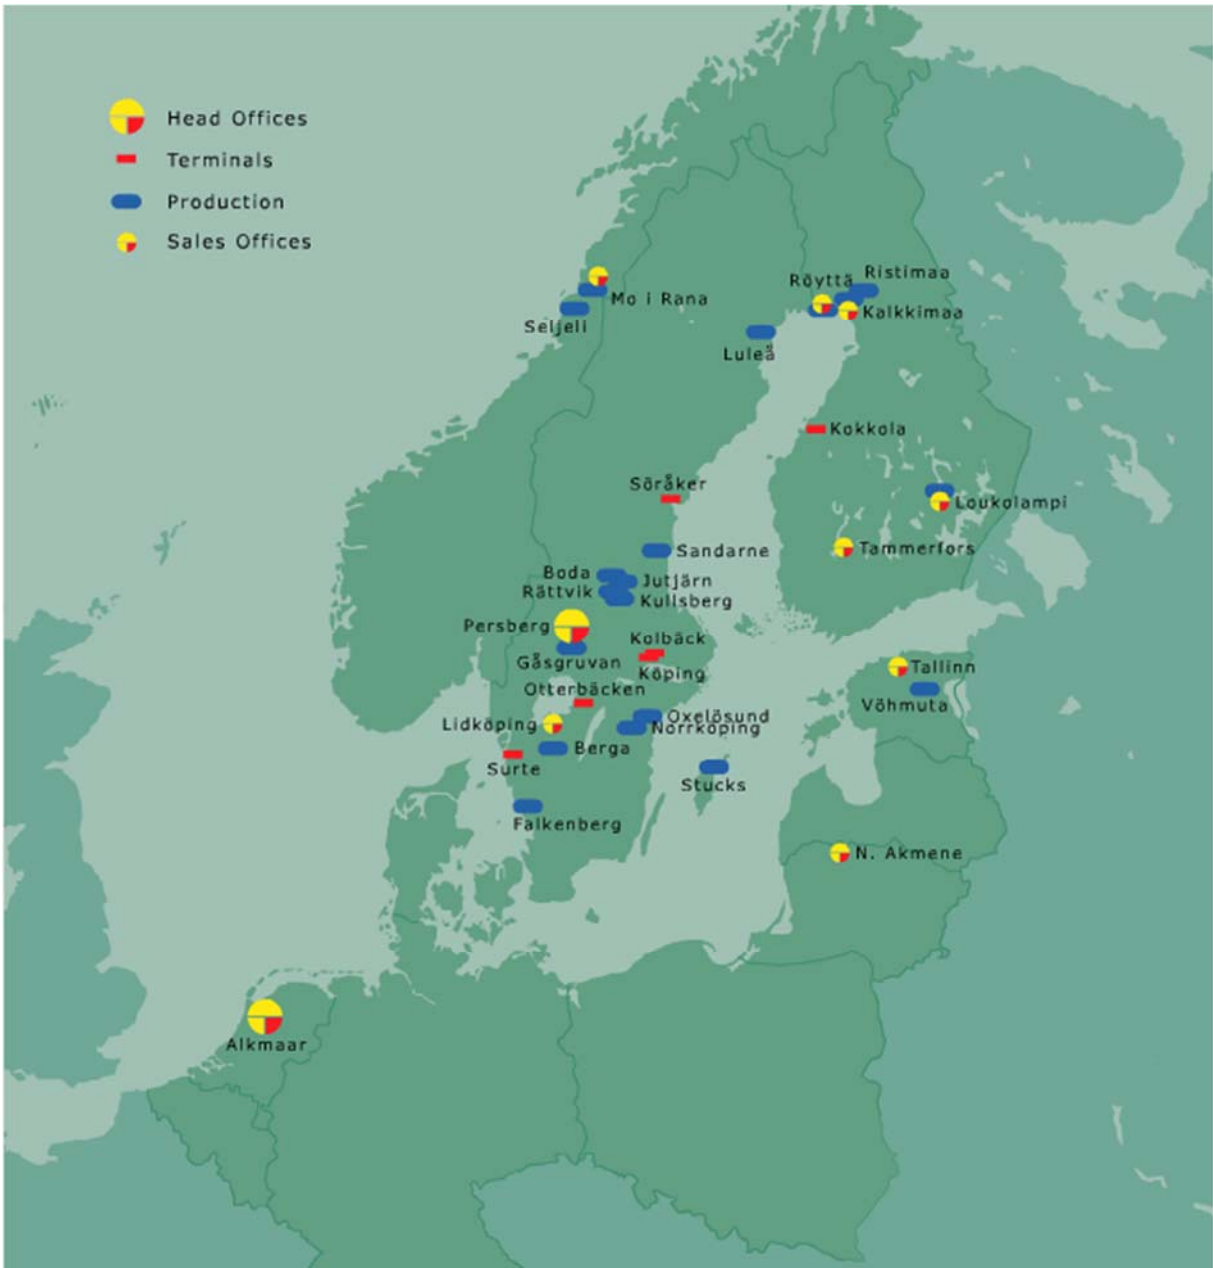 Head Offices
Terminals
Production
Sales Offices
Röyttä
Ristimaa
Mo i Rana
Kalkkimaa
Seljeli
Luleå
Kokkola
Söråker
Loukolampi
Tammerfors
Sandarne
Boda
Jutjärn
Rättvik
Kullsberg
Persberg
Kolbäck
Gåsgruvan
Köping
Tallinn
Otterbäcken
Võhmuta
Oxelösund
Lidköping
Norrköping
Berga
Surte
Stucks
Falkenberg
N. Akmene
Alkmaar